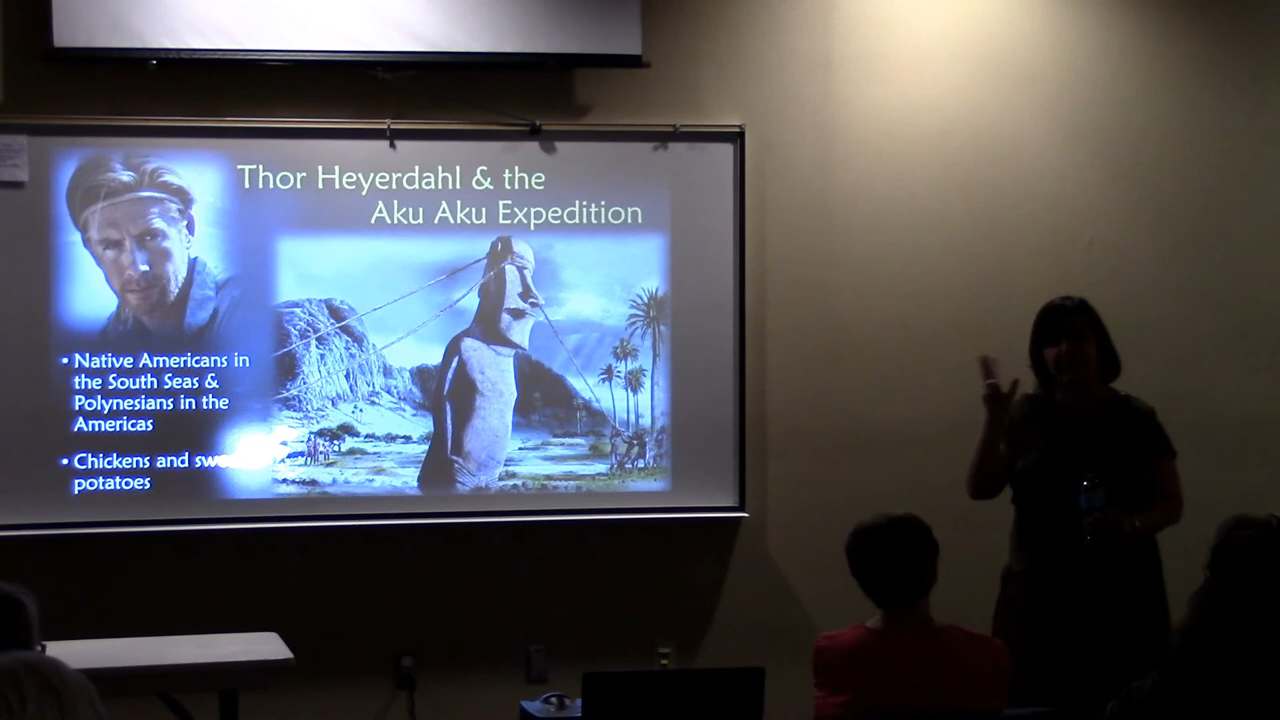 Thor Heyerdahl & the
Aku Aku Expedition
• Native Americans in
the South Seas &
Polynesians in the
Americas
• Chickens and
potatoes